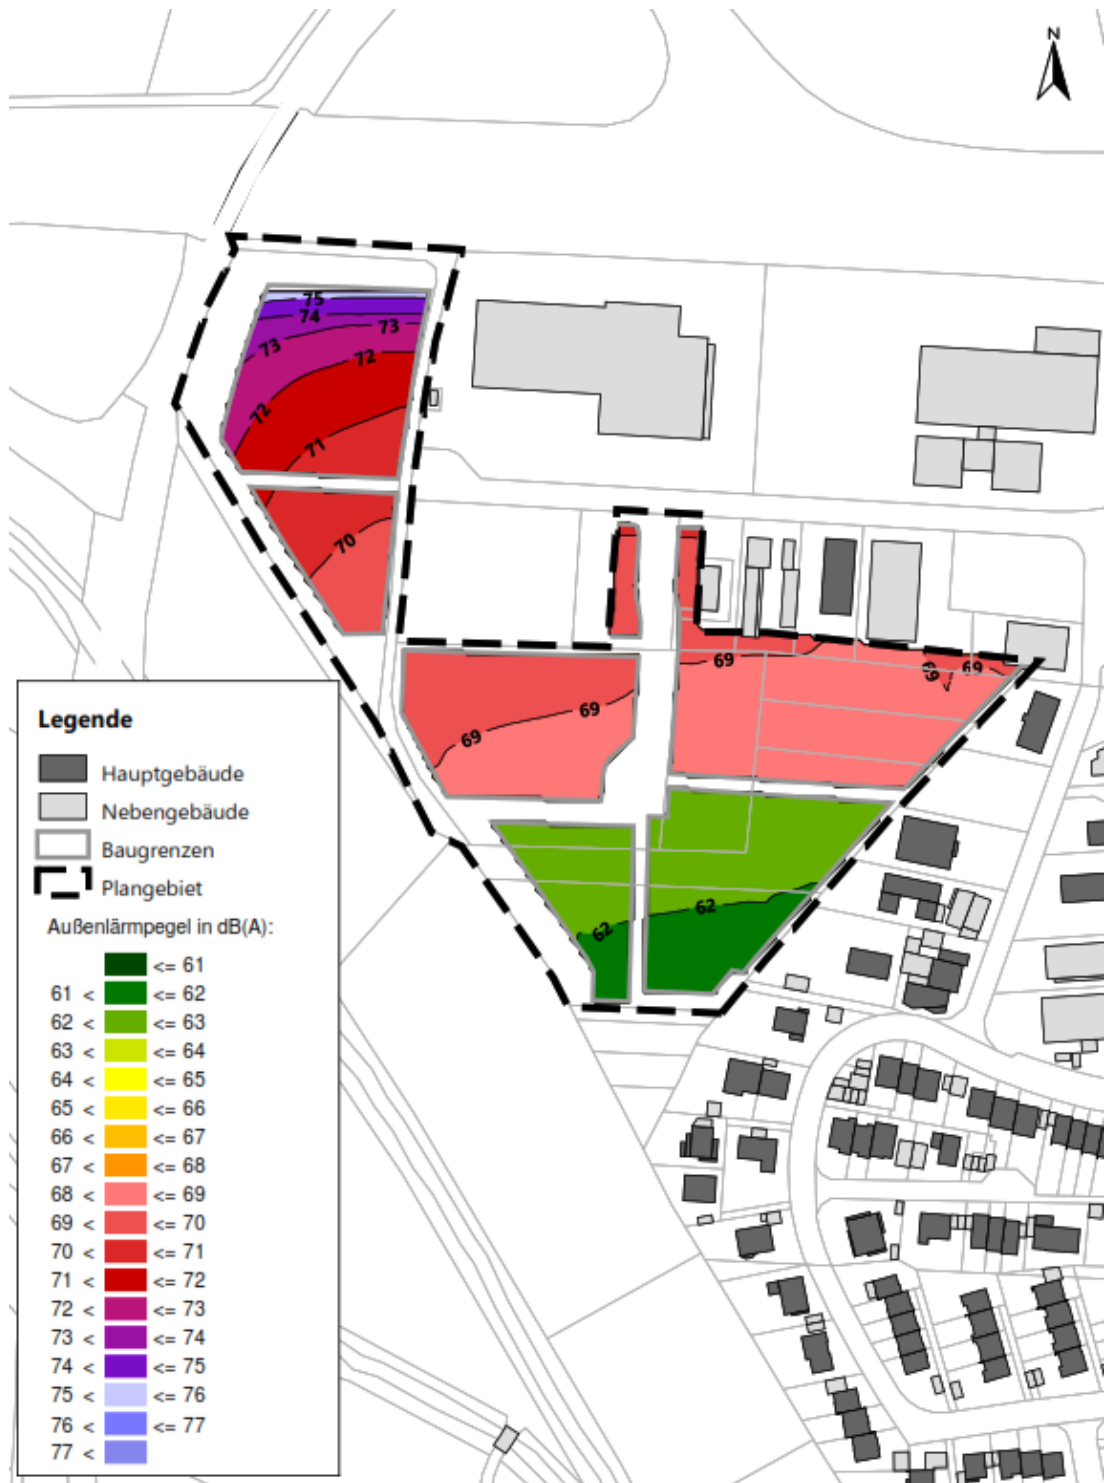 N
75
74
73
73
72
72
71
70
69
69
69
69
69
62
62
Legende
Hauptgebäude
Nebengebäude
Baugrenzen
Plangebiet
Außenlärmpegel in dB(A):
<= 61
61 < <= 62
62 < <= 63
63 < <= 64
64 < <= 65
65 < <= 66
66 < <= 67
67 < <= 68
68 < <= 69
69 < <= 70
70 < <= 71
71 < <= 72
72 < <= 73
73 < <= 74
74 < <= 75
75 < <= 76
76 < <= 77
77 <